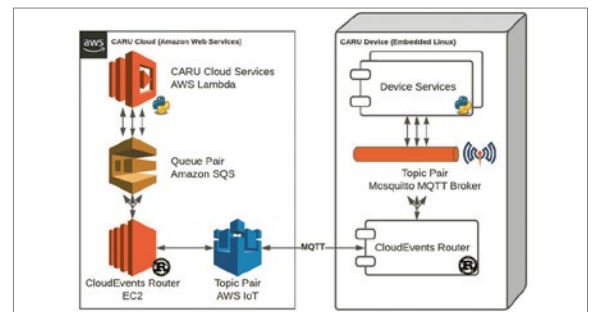 aws
CARU Cloud (Amazon Web Services)
CARU Cloud Services
AWS Lambda
Queue Pair
Amazon SQS
CloudEvents Router
EC2
Topic Pair
AWS IoT
MQTT
CARU Device (Embedded Linux)
Device Services
Topic Pair
Mosquitto MQTT Broker
CloudEvents Router